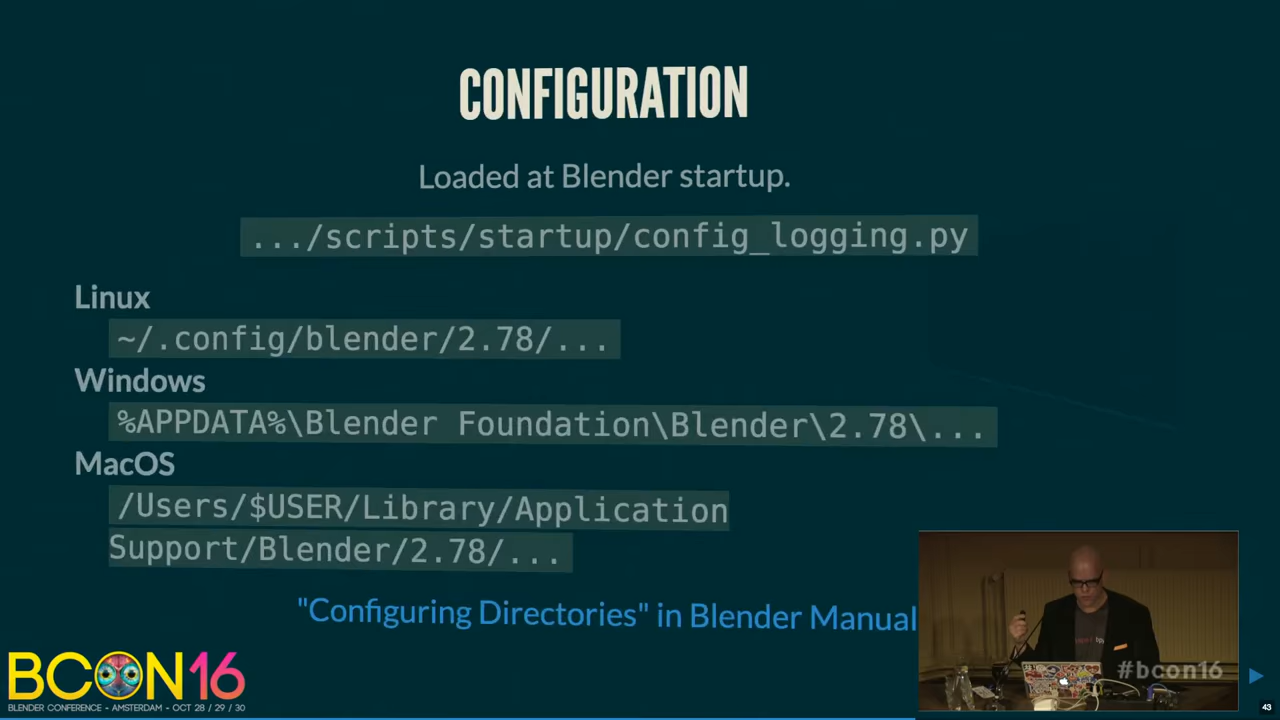 CONFIGURATION
Loaded at Blender startup.
.../scripts/startup/config_logging.py
Linux
~/.config/blender/2.78/...
Windows
%APPDATA%\Blender Foundation\Blender\2.78\...
MacOS
/Users/$USER/Library/Application
Support/Blender/2.78/...
"Configuring Directories" in Blender Manual
BCON16
BLENDER CONFERENCE - AMSTERDAM - OCT 28 / 29 / 30
#bcon16
43